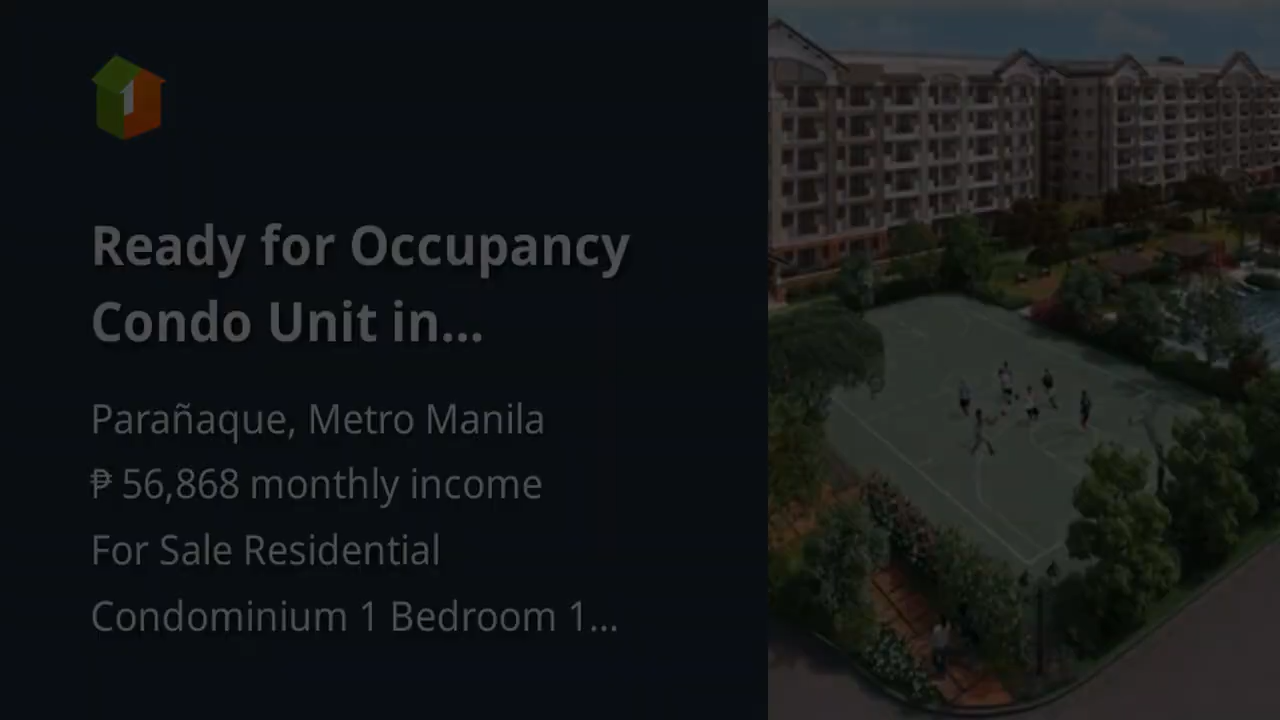 Ready for Occupancy
Condo Unit in...
Parañaque, Metro Manila
₱ 56,868 monthly income
For Sale Residential
Condominium 1 Bedroom 1...